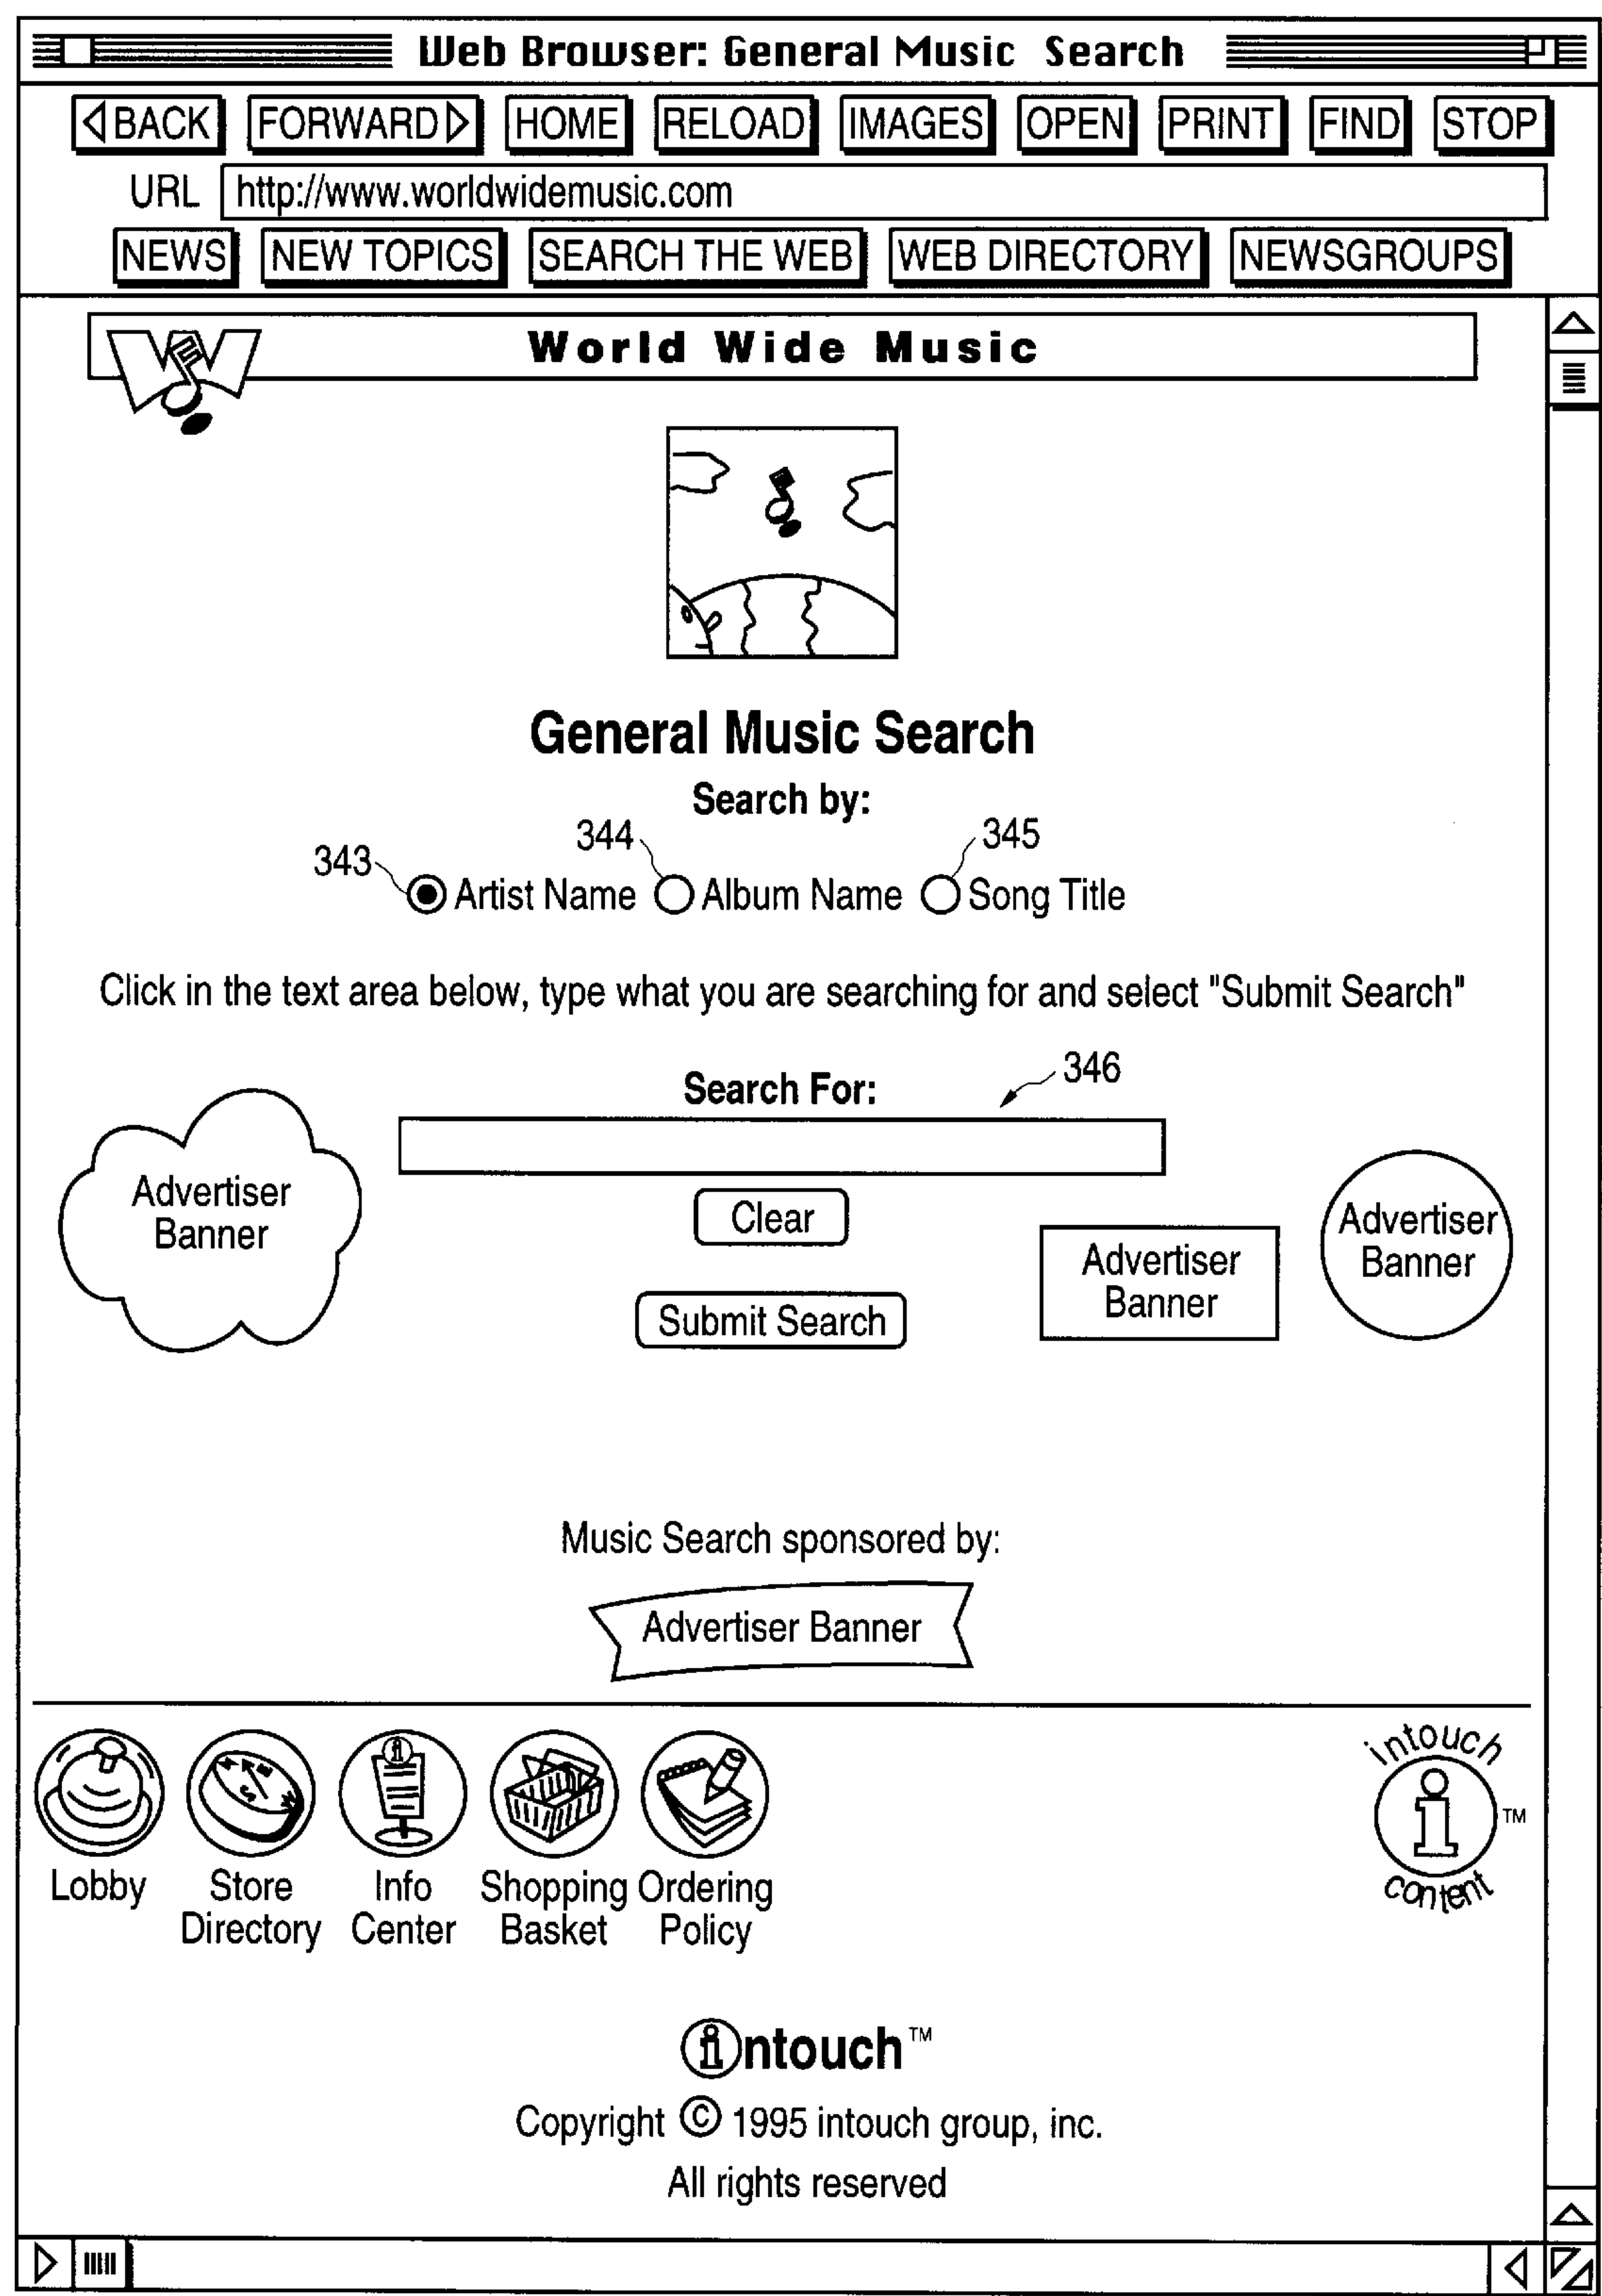 Web Browser: General Music Search
BACK FORWARD HOME RELOAD IMAGES OPEN PRINT FIND STOP
URL http://www.worldwidemusic.com
NEWS NEW TOPICS SEARCH THE WEB WEB DIRECTORY NEWSGROUPS
World Wide Music
General Music Search
Search by:
343 344 345
Artist Name Album Name Song Title
Click in the text area below, type what you are searching for and select "Submit Search"
Search For: 346
Advertiser
Banner
Clear
Submit Search
Advertiser
Banner
Advertiser
Banner
Music Search sponsored by:
Advertiser Banner
Lobby
Store
Directory
Info
Center
Shopping
Basket
Ordering
Policy
intouch
i TM
content
intouch TM
Copyright © 1995 intouch group, inc.
All rights reserved